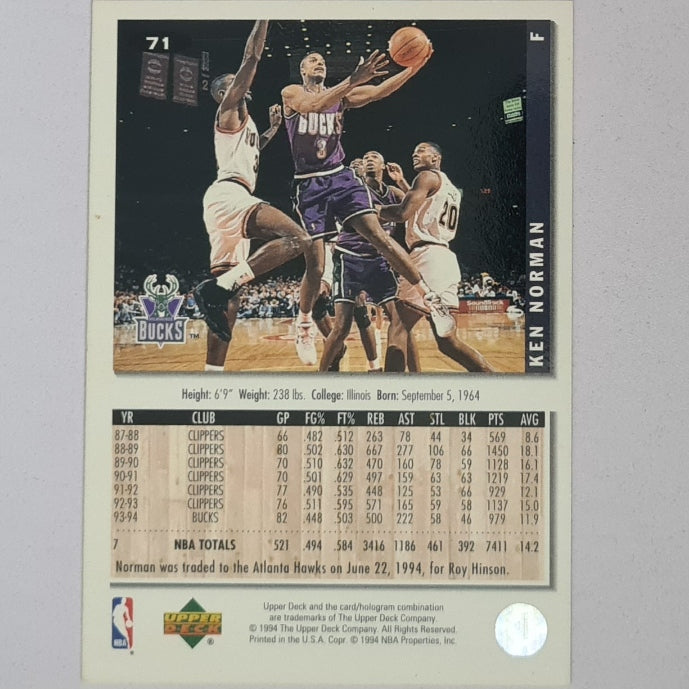 71
F
KEN NORMAN
BUCKS
3
20
BUCKS TM
Height: 6'9" Weight: 238 lbs. College: Illinois Born: September 5, 1964
YR CLUB GP FG% FT% REB AST STL BLK PTS AVG
87-88 CLIPPERS 66 .482 .512 263 78 44 34 569 8.6
88-89 CLIPPERS 80 .502 .630 667 277 106 66 1450 18.1
89-90 CLIPPERS 70 .510 .632 470 160 78 59 1128 16.1
90-91 CLIPPERS 70 .501 .629 497 159 63 63 1219 17.4
91-92 CLIPPERS 77 .490 .535 448 125 53 66 929 12.1
92-93 CLIPPERS 76 .511 .595 571 165 59 58 1137 15.0
93-94 BUCKS 82 .448 .503 500 222 58 46 979 11.9
7 NBA TOTALS 521 .494 .584 3416 1186 461 392 7411 14.2
Norman was traded to the Atlanta Hawks on June 22, 1994, for Roy Hinson.
NBA
UPPER DECK ®
Upper Deck and the card/hologram combination
are trademarks of The Upper Deck Company.
© 1994 The Upper Deck Company. All Rights Reserved.
Printed in the U.S.A. Copr. © 1994 NBA Properties, Inc.